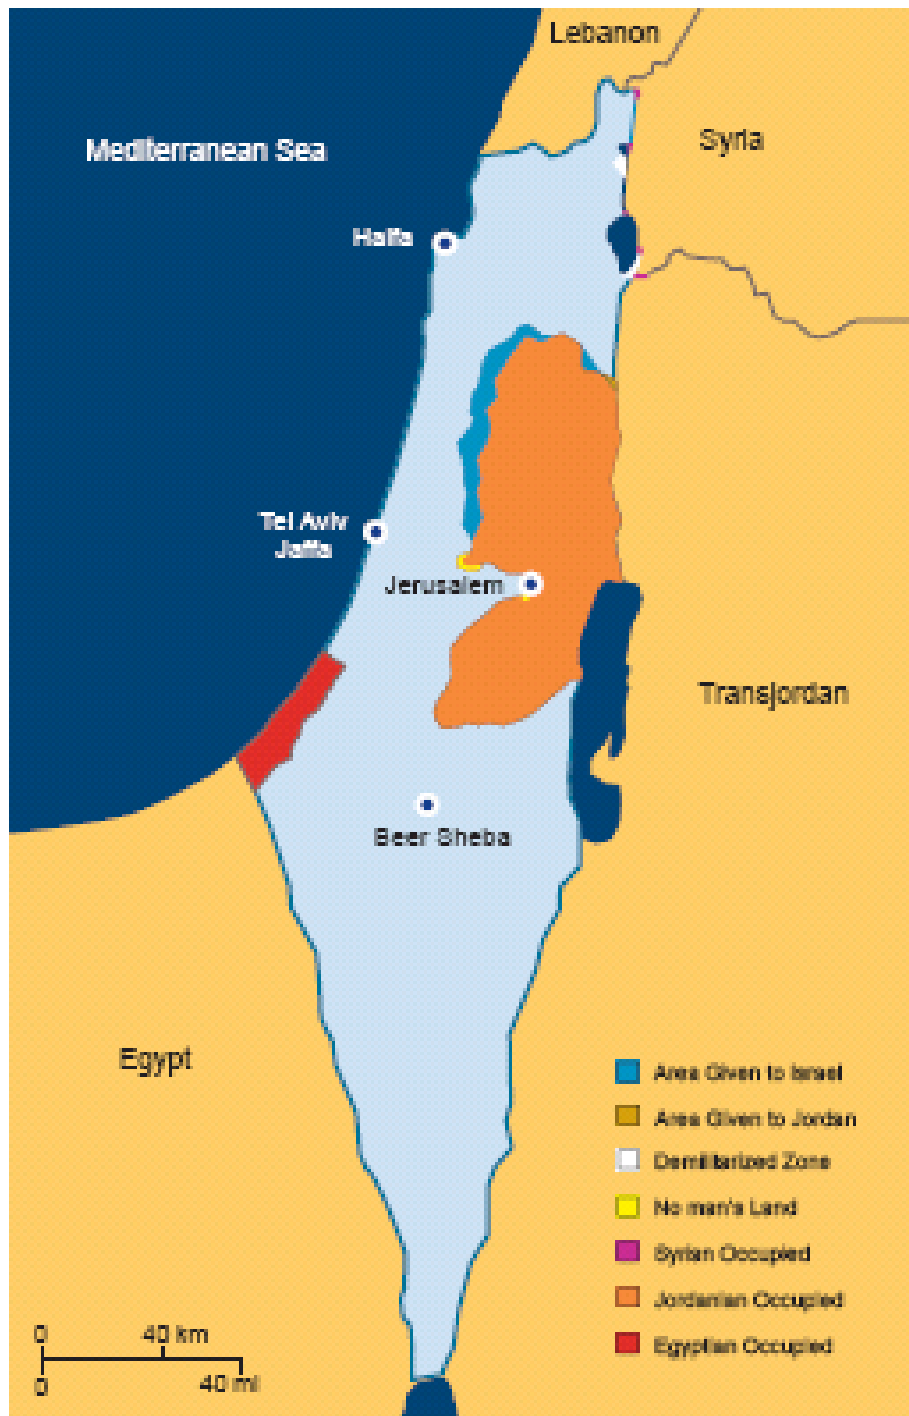 Lebanon
Mediterranean Sea
Syria
Haifa
Tel Aviv
Jaffa
Jerusalem
Transjordan
Beer Sheba
Egypt
Area Given to Israel
Area Given to Jordan
Demilitarized Zone
No man's Land
Syrian Occupied
Jordanian Occupied
Egyptian Occupied
0 40 km
0 40 mi